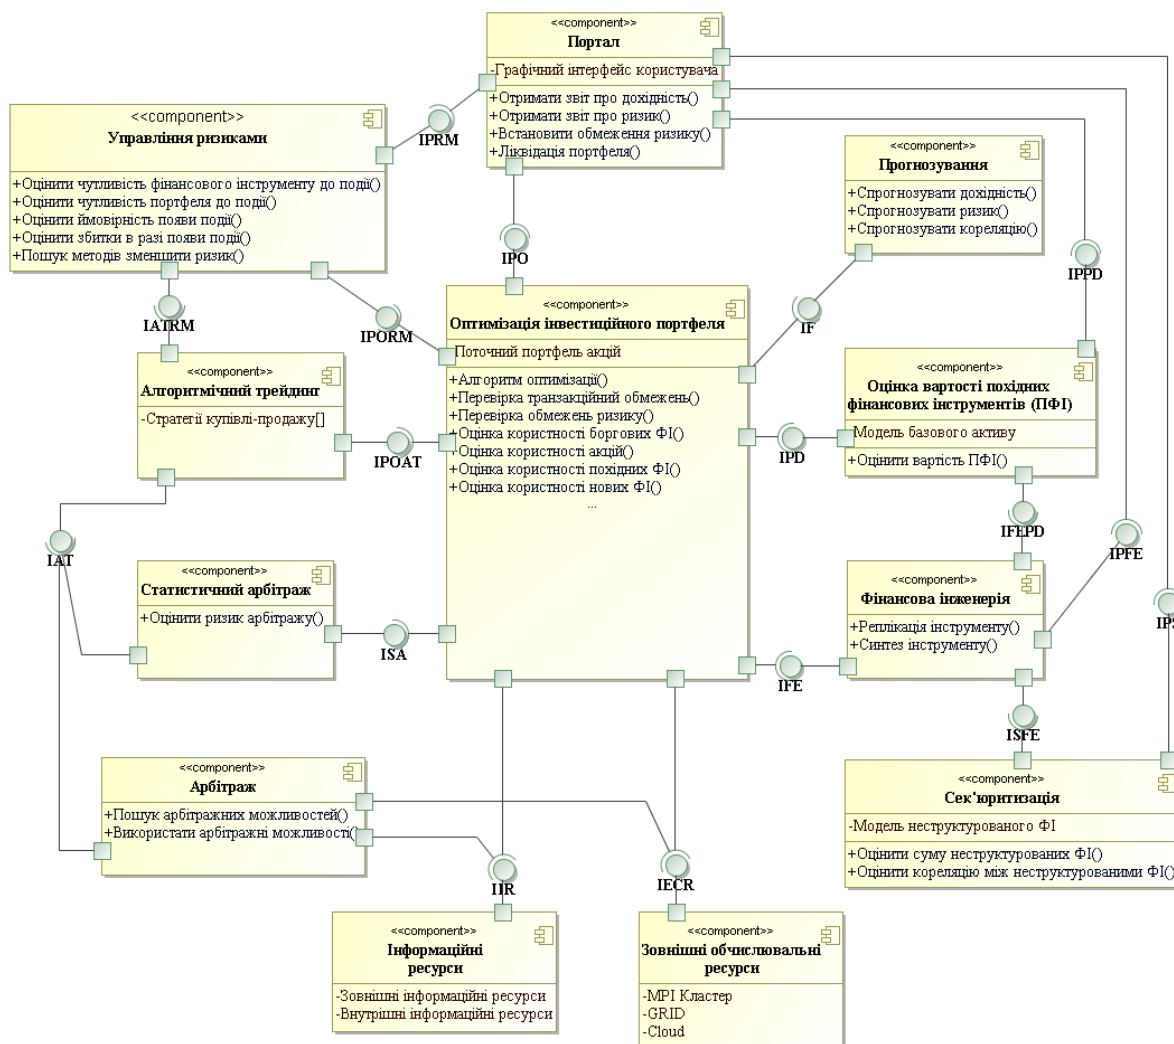 <<component>>
Портал
-Графічний інтерфейс користувача
+Отримати звіт про дохідність()
+Отримати звіт про ризик()
+Встановити обмеження ризику()
+Ліквідація портфеля()
<<component>>
Управління ризиками
+Оцінити чутливість фінансового інструменту до події()
+Оцінити чутливість портфеля до події()
+Оцінити ймовірність появи події()
+Оцінити збитки в разі появи події()
+Пошук методів зменшити ризик()
IPRM
<<component>>
Прогнозування
+Спрогнозувати дохідність()
+Спрогнозувати ризик()
+Спрогнозувати кореляцію()
IPO
IPPD
IATRM
IPORM
IF
<<component>>
Оптимізація інвестиційного портфеля
Поточний портфель акцій
+Алгоритм оптимізації()
+Перевірка транзакційний обмежень()
+Перевірка обмежень ризику()
+Оцінка користності боргових ФІ()
+Оцінка користності акцій()
+Оцінка користності похідних ФІ()
+Оцінка користності нових ФІ()
...
<<component>>
Алгоритмічний трейдинг
-Стратегії купівлі-продажу[]
<<component>>
Оцінка вартості похідних
фінансових інструментів (ПФІ)
Модель базового активу
+Оцінити вартість ПФІ()
IPOAT
IPD
IFEPD
IPFE
IAT
<<component>>
Статистичний арбітраж
+Оцінити ризик арбітражу()
<<component>>
Фінансова інженерія
+Реплікація інструменту()
+Синтез інструменту()
IPS
ISA
IFE
ISFE
<<component>>
Арбітраж
+Пошук арбітражних можливостей()
+Використати арбітражні можливості()
<<component>>
Сек'юритизація
-Модель неструктурованого ФІ
+Оцінити суму неструктурованих ФІ()
+Оцінити кореляцію між неструктурованими ФІ()
IIR
IECR
<<component>>
Інформаційні
ресурси
-Зовнішні інформаційні ресурси
-Внутрішні інформаційні ресурси
<<component>>
Зовнішні обчислювальні
ресурси
-MPI Кластер
-GRID
-Cloud